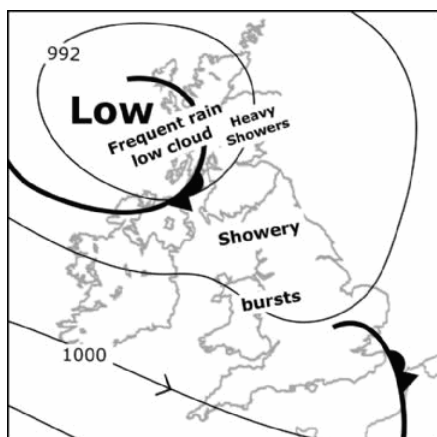 992
Low
Frequent rain
low cloud
Heavy
Showers
Showery
bursts
1000